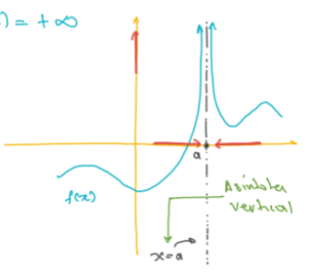 ) = + ∞
a
f(x)
Asíntota
vertical
x=a